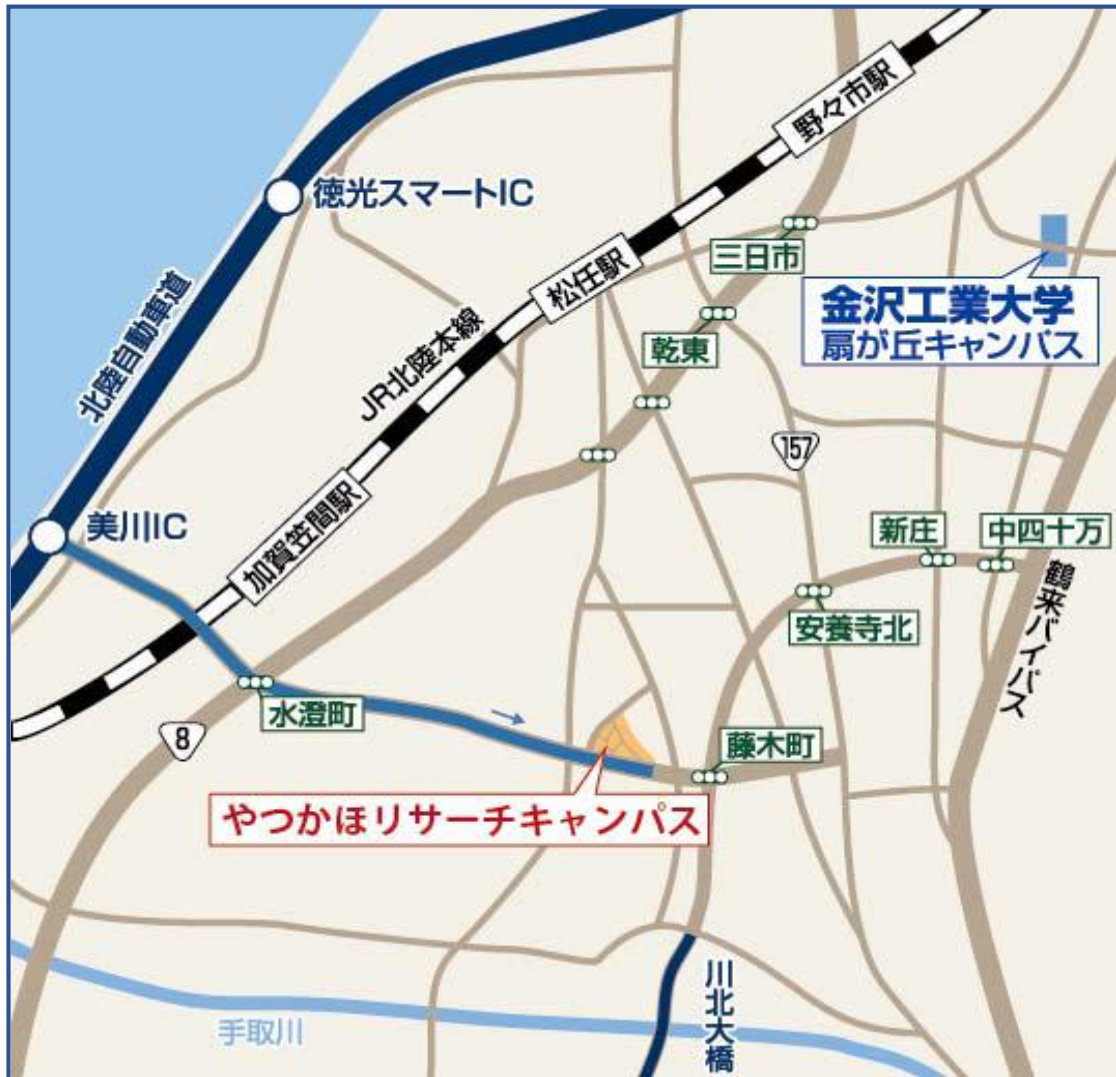 野々市駅
徳光スマートIC
三日市
松任駅
金沢工業大学
扇が丘キャンパス
北陸自動車道
JR北陸本線
乾東
157
美川IC
加賀笠間駅
新庄
中四十万
安養寺北
鶴来バイパス
水澄町
8
藤木町
やつかほリサーチキャンパス
川北大橋
手取川